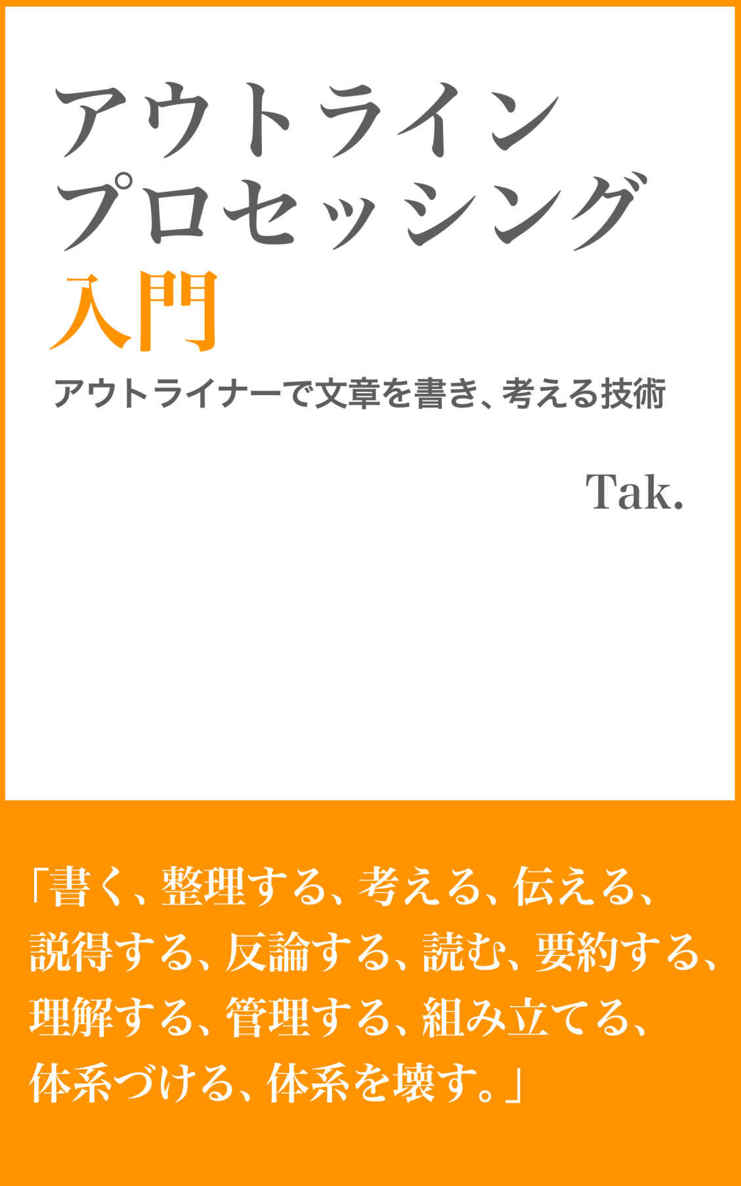 アウトライン
プロセッシング
入門
アウトライナーで文章を書き、考える技術
Tak.
「書く、整理する、考える、伝える、
説得する、反論する、読む、要約する、
理解する、管理する、組み立てる、
体系づける、体系を壊す。」